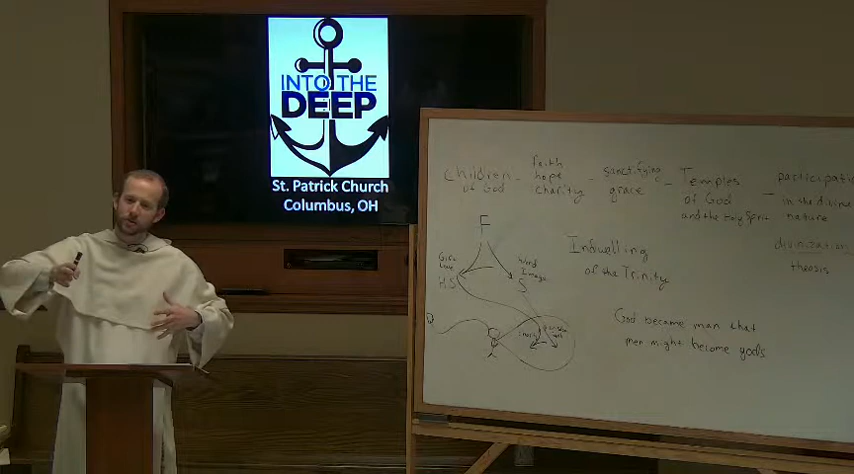 INTO THE
DEEP
St. Patrick Church
Columbus, OH
children of God - faith hope charity - sanctifying grace - Temples of God and the Holy Spirit - participatio in the divine nature
divinization
theosis
Indwelling
of the Trinity
F
Gift Love
H.S
Word Image
S
God became man that
men might become gods